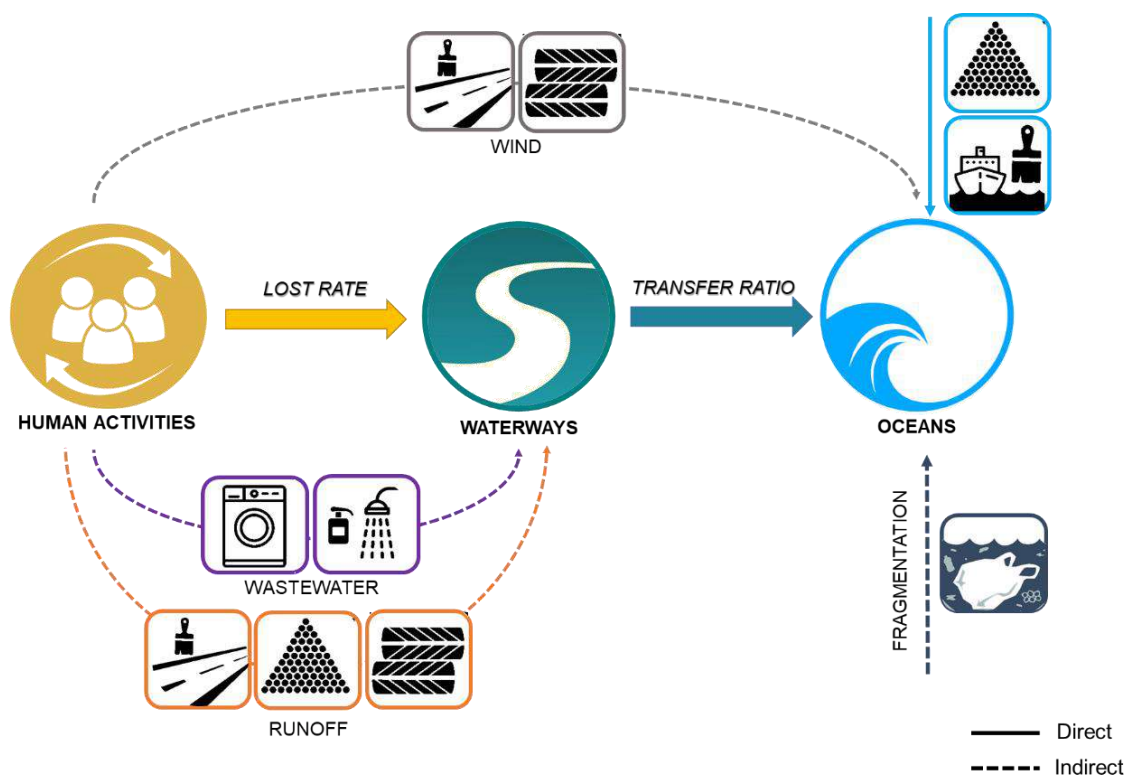 WIND
LOST RATE
TRANSFER RATIO
HUMAN ACTIVITIES
WATERWAYS
OCEANS
WASTEWATER
FRAGMENTATION
RUNOFF
Direct
Indirect